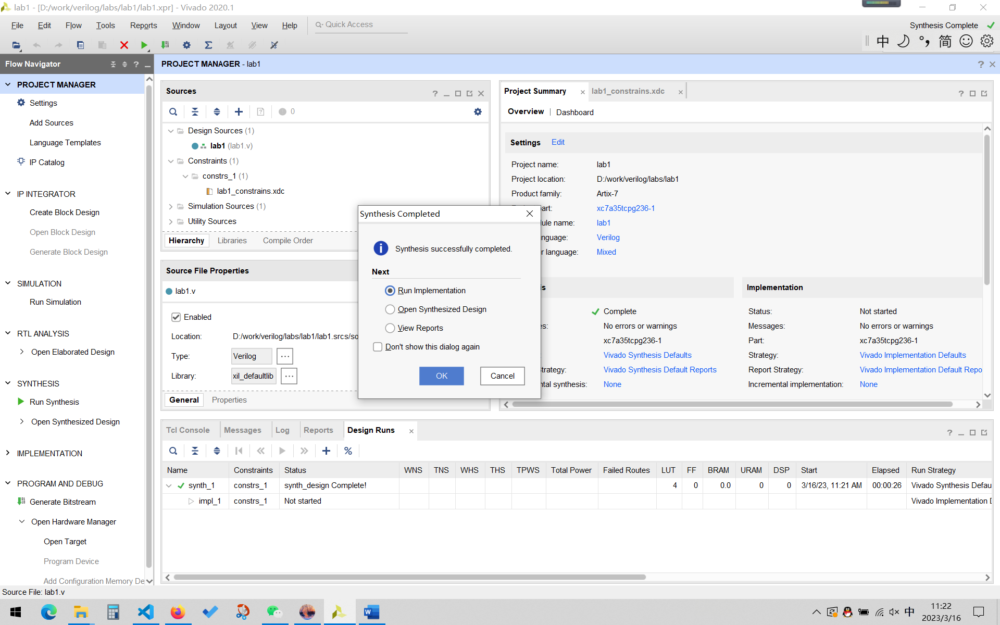 lab1 - [D:/work/verilog/labs/lab1/lab1.xpr] - Vivado 2020.1
File Edit Flow Tools Reports Window Layout View Help Quick Access
Synthesis Complete
中 简
Flow Navigator
PROJECT MANAGER
Settings
Add Sources
Language Templates
IP Catalog
IP INTEGRATOR
Create Block Design
Open Block Design
Generate Block Design
SIMULATION
Run Simulation
RTL ANALYSIS
Open Elaborated Design
SYNTHESIS
Run Synthesis
Open Synthesized Design
IMPLEMENTATION
PROGRAM AND DEBUG
Generate Bitstream
Open Hardware Manager
Open Target
Program Device
Add Configuration Memory De
PROJECT MANAGER - lab1
Sources
0
Design Sources (1)
lab1 (lab1.v)
Constraints (1)
constrs_1 (1)
lab1_constrains.xdc
Simulation Sources (1)
Utility Sources
Hierarchy Libraries Compile Order
Source File Properties
lab1.v
Enabled
Location: D:/work/verilog/labs/lab1/lab1.srcs/so
Type: Verilog
Library: xil_defaultlib
General Properties
Synthesis Completed
Synthesis successfully completed.
Next
Run Implementation
Open Synthesized Design
View Reports
Don't show this dialog again
OK Cancel
Project Summary lab1_constrains.xdc
Overview | Dashboard
Settings Edit
Project name: lab1
Project location: D:/work/verilog/labs/lab1
Product family: Artix-7
art: xc7a35tcpg236-1
ule name: lab1
nguage: Verilog
r language: Mixed
s
Complete
es: No errors or warnings
xc7a35tcpg236-1
Vivado Synthesis Defaults
trategy: Vivado Synthesis Default Reports
ntal synthesis: None
Implementation
Status: Not started
Messages: No errors or warnings
Part: xc7a35tcpg236-1
Strategy: Vivado Implementation Defaults
Report Strategy: Vivado Implementation Default Repo
Incremental implementation: None
Tcl Console Messages Log Reports Design Runs
Name Constraints Status WNS TNS WHS THS TPWS Total Power Failed Routes LUT FF BRAM URAM DSP Start Elapsed Run Strategy
synth_1 constrs_1 synth_design Complete! 4 0 0.0 0 0 3/16/23, 11:21 AM 00:00:26 Vivado Synthesis Defau
impl_1 constrs_1 Not started Vivado Implementation D
Source File: lab1.v
中
11:22
2023/3/16